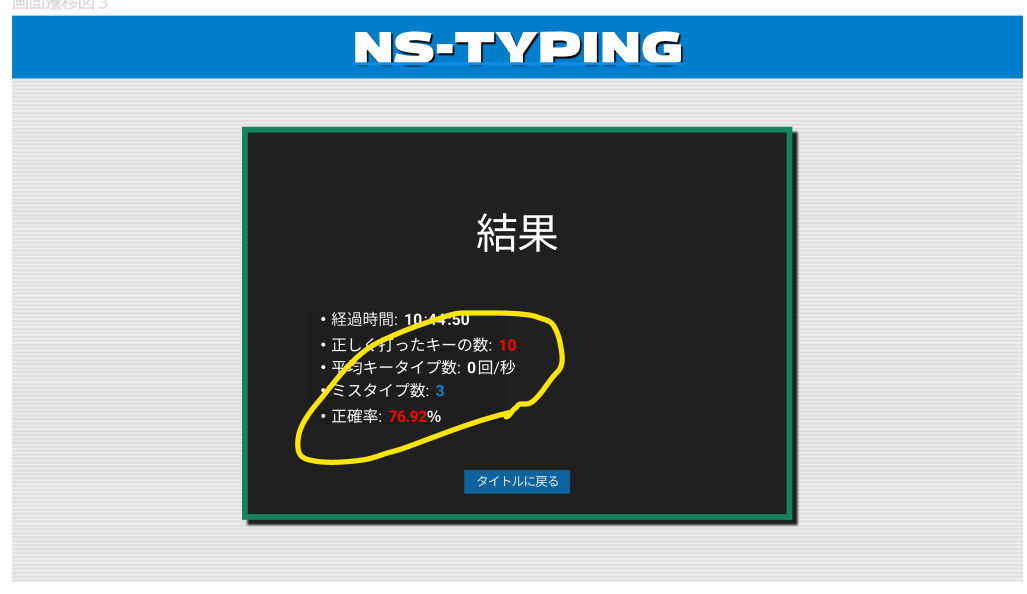 画面遷移図3
NS-TYPING
結果
・経過時間: 10:44:50
・正しく打ったキーの数: 10
・平均キータイプ数: 0回/秒
・ミスタイプ数: 3
・正確率: 76.92%
タイトルに戻る